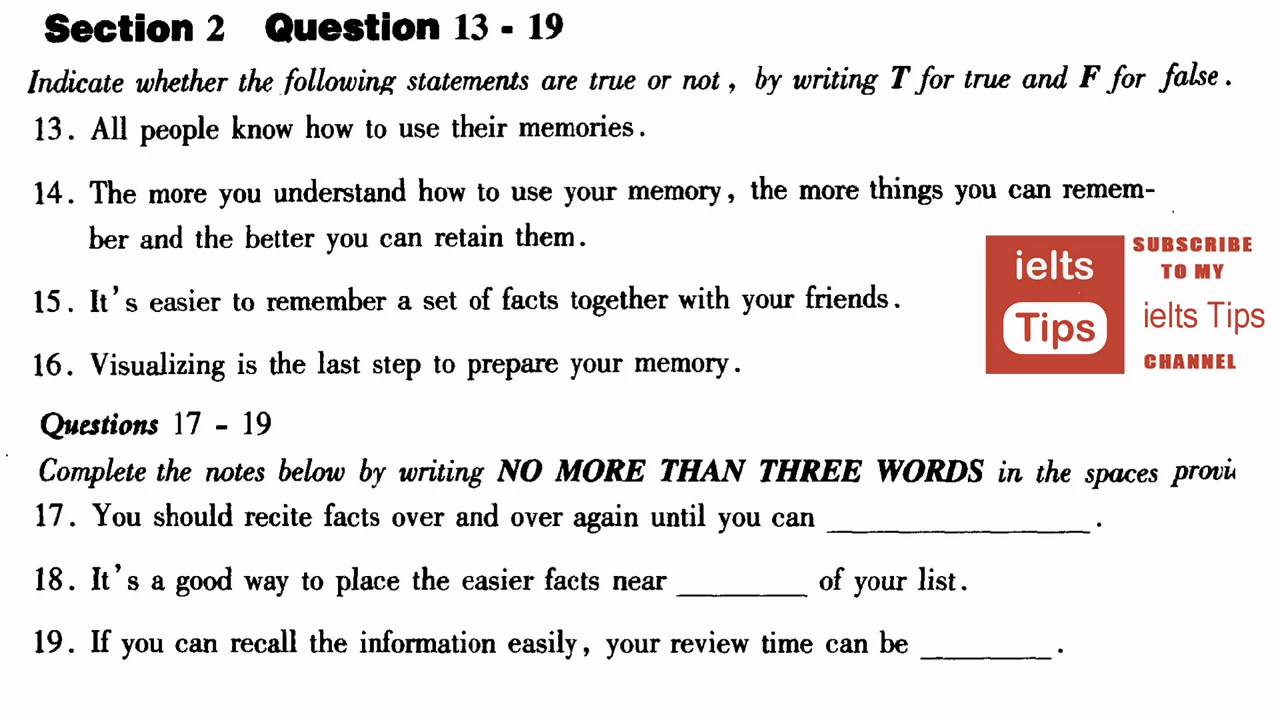 Section 2 Question 13 - 19
Indicate whether the following statements are true or not, by writing T for true and F for false.
13. All people know how to use their memories.
14. The more you understand how to use your memory, the more things you can remem-
ber and the better you can retain them.
15. It's easier to remember a set of facts together with your friends.
16. Visualizing is the last step to prepare your memory.
ielts
Tips
SUBSCRIBE
TO MY
ielts Tips
CHANNEL
Questions 17 - 19
Complete the notes below by writing NO MORE THAN THREE WORDS in the spaces
17. You should recite facts over and over again until you can ____________________.
18. It's a good way to place the easier facts near __________ of your list.
19. If you can recall the information easily, your review time can be __________.